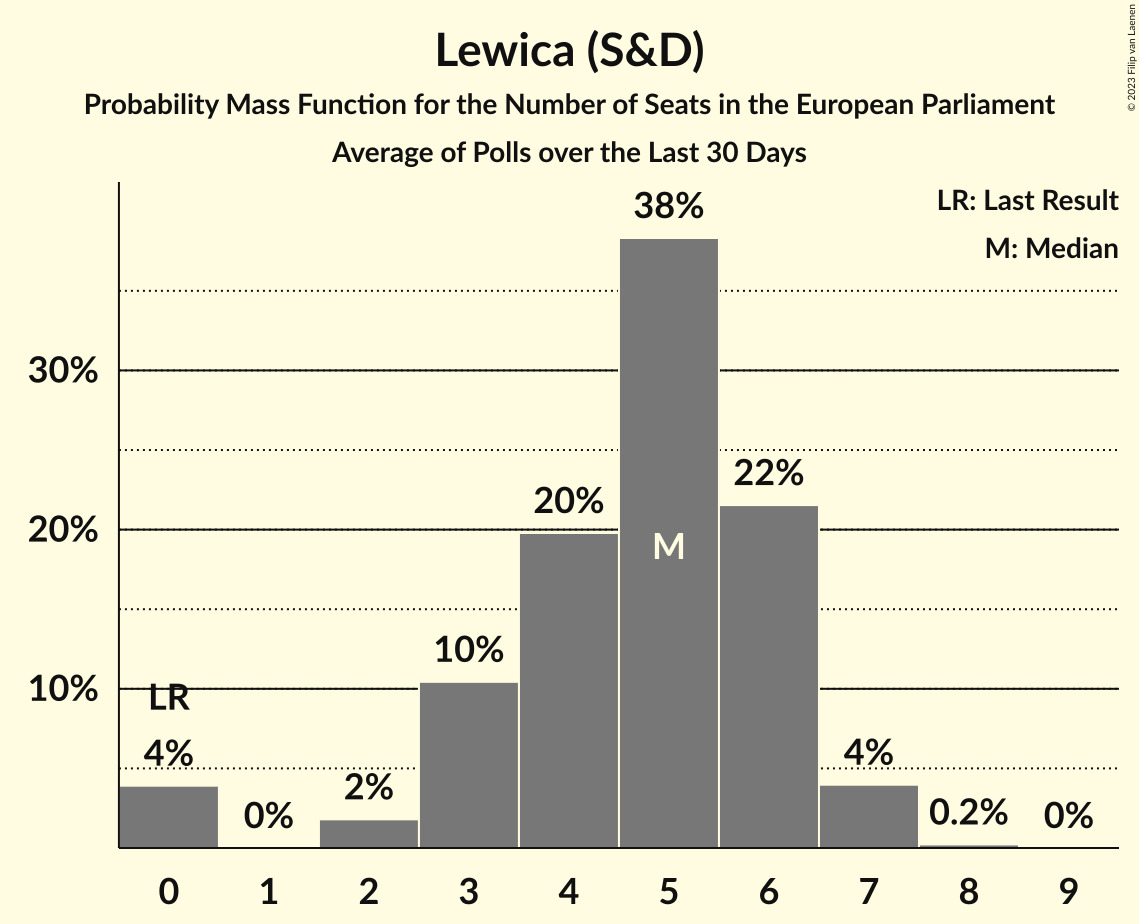 Lewica (S&D)
Probability Mass Function for the Number of Seats in the European Parliament
Average of Polls over the Last 30 Days
© 2023 Filip van Laenen
LR: Last Result
M: Median
38%
30%
22%
20%
20%
M
10%
10%
LR
4%
4%
2%
0%
0.2%
0%
0 1 2 3 4 5 6 7 8 9